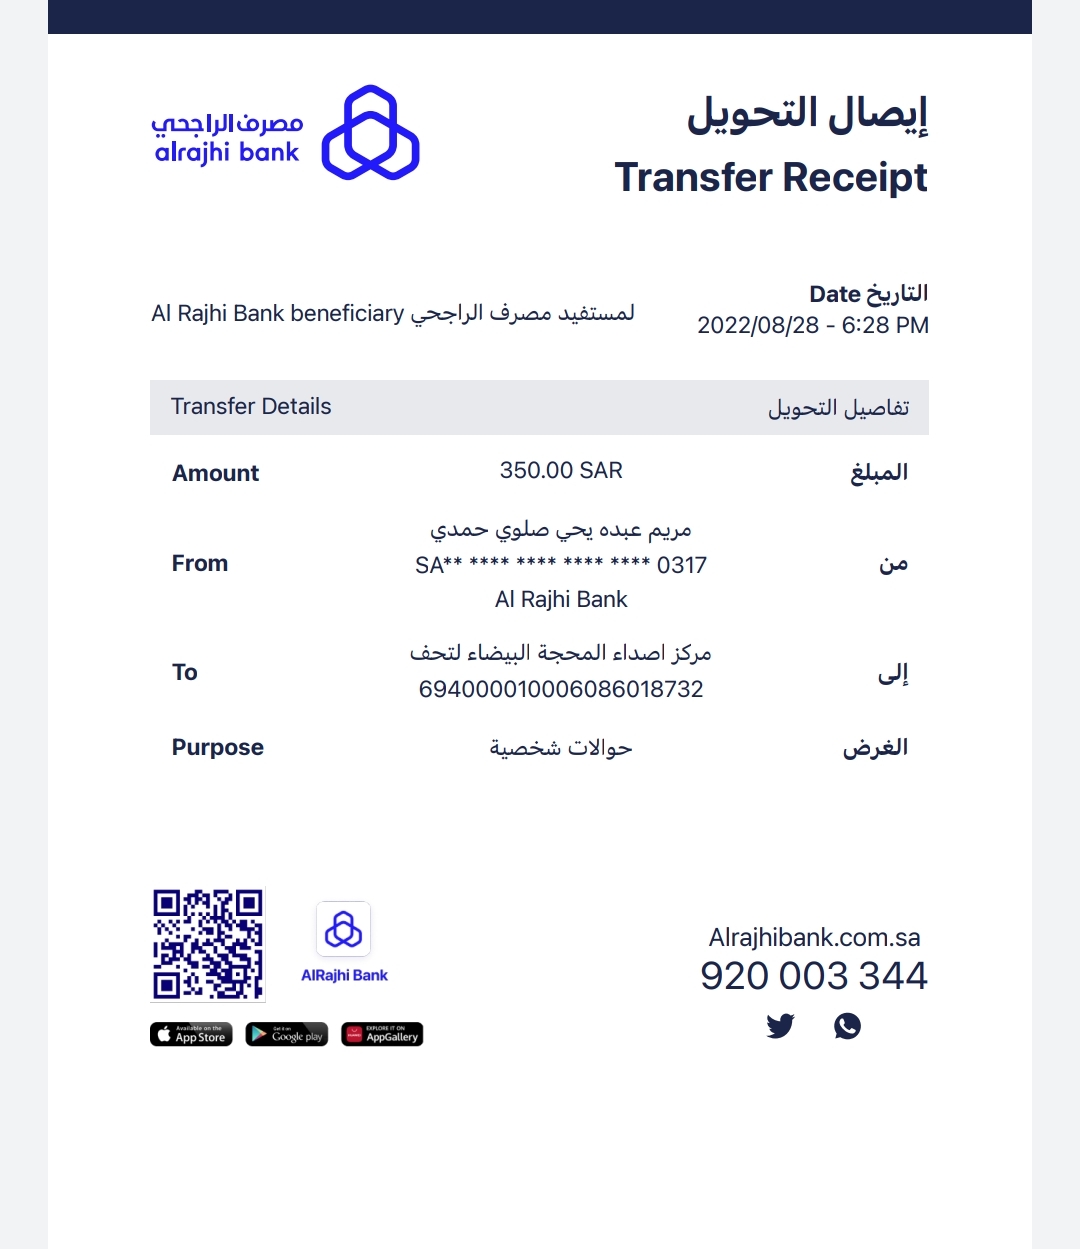 مصرف الراجحي
alrajhi bank
إيصال التحويل
Transfer Receipt
التاريخ Date
2022/08/28 - 6:28 PM
Al Rajhi Bank beneficiary لمستفيد مصرف الراجحي
Transfer Details تفاصيل التحويل
Amount 350.00 SAR المبلغ
مريم عبده يحي صلوي حمدي
From SA** **** **** **** **** 0317 من
Al Rajhi Bank
مركز اصداء المحجة البيضاء لتحف
To 694000010006086018732 إلى
Purpose حوالات شخصية الغرض
AlRajhi Bank
Available on the
App Store
Get it on
Google play
EXPLORE IT ON
AppGallery
Alrajhibank.com.sa
920 003 344